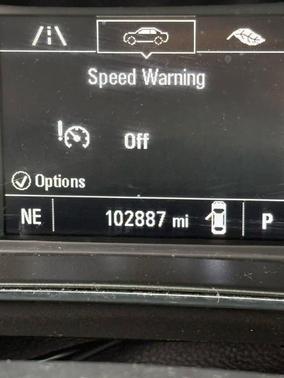 Speed Warning
Off
Options
NE 102887 mi P